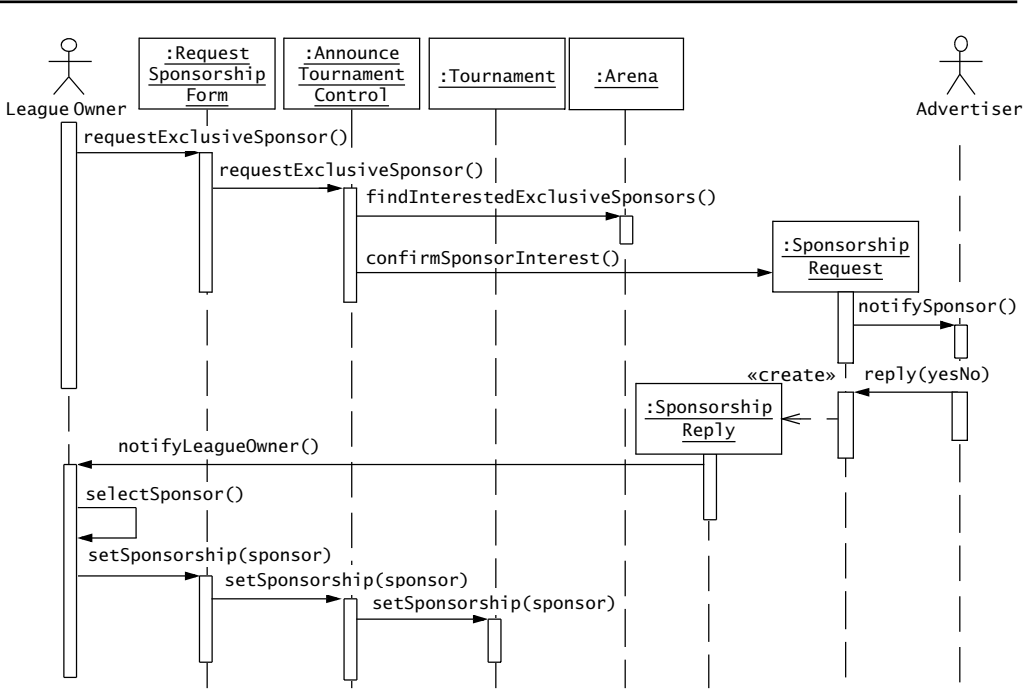 :Request
Sponsorship
Form
:Announce
Tournament
Control
:Tournament
:Arena
League Owner
Advertiser
requestExclusiveSponsor()
requestExclusiveSponsor()
findInterestedExclusiveSponsors()
:Sponsorship
Request
confirmSponsorInterest()
notifySponsor()
«create»
reply(yesNo)
:Sponsorship
Reply
notifyLeagueOwner()
selectSponsor()
setSponsorship(sponsor)
setSponsorship(sponsor)
setSponsorship(sponsor)